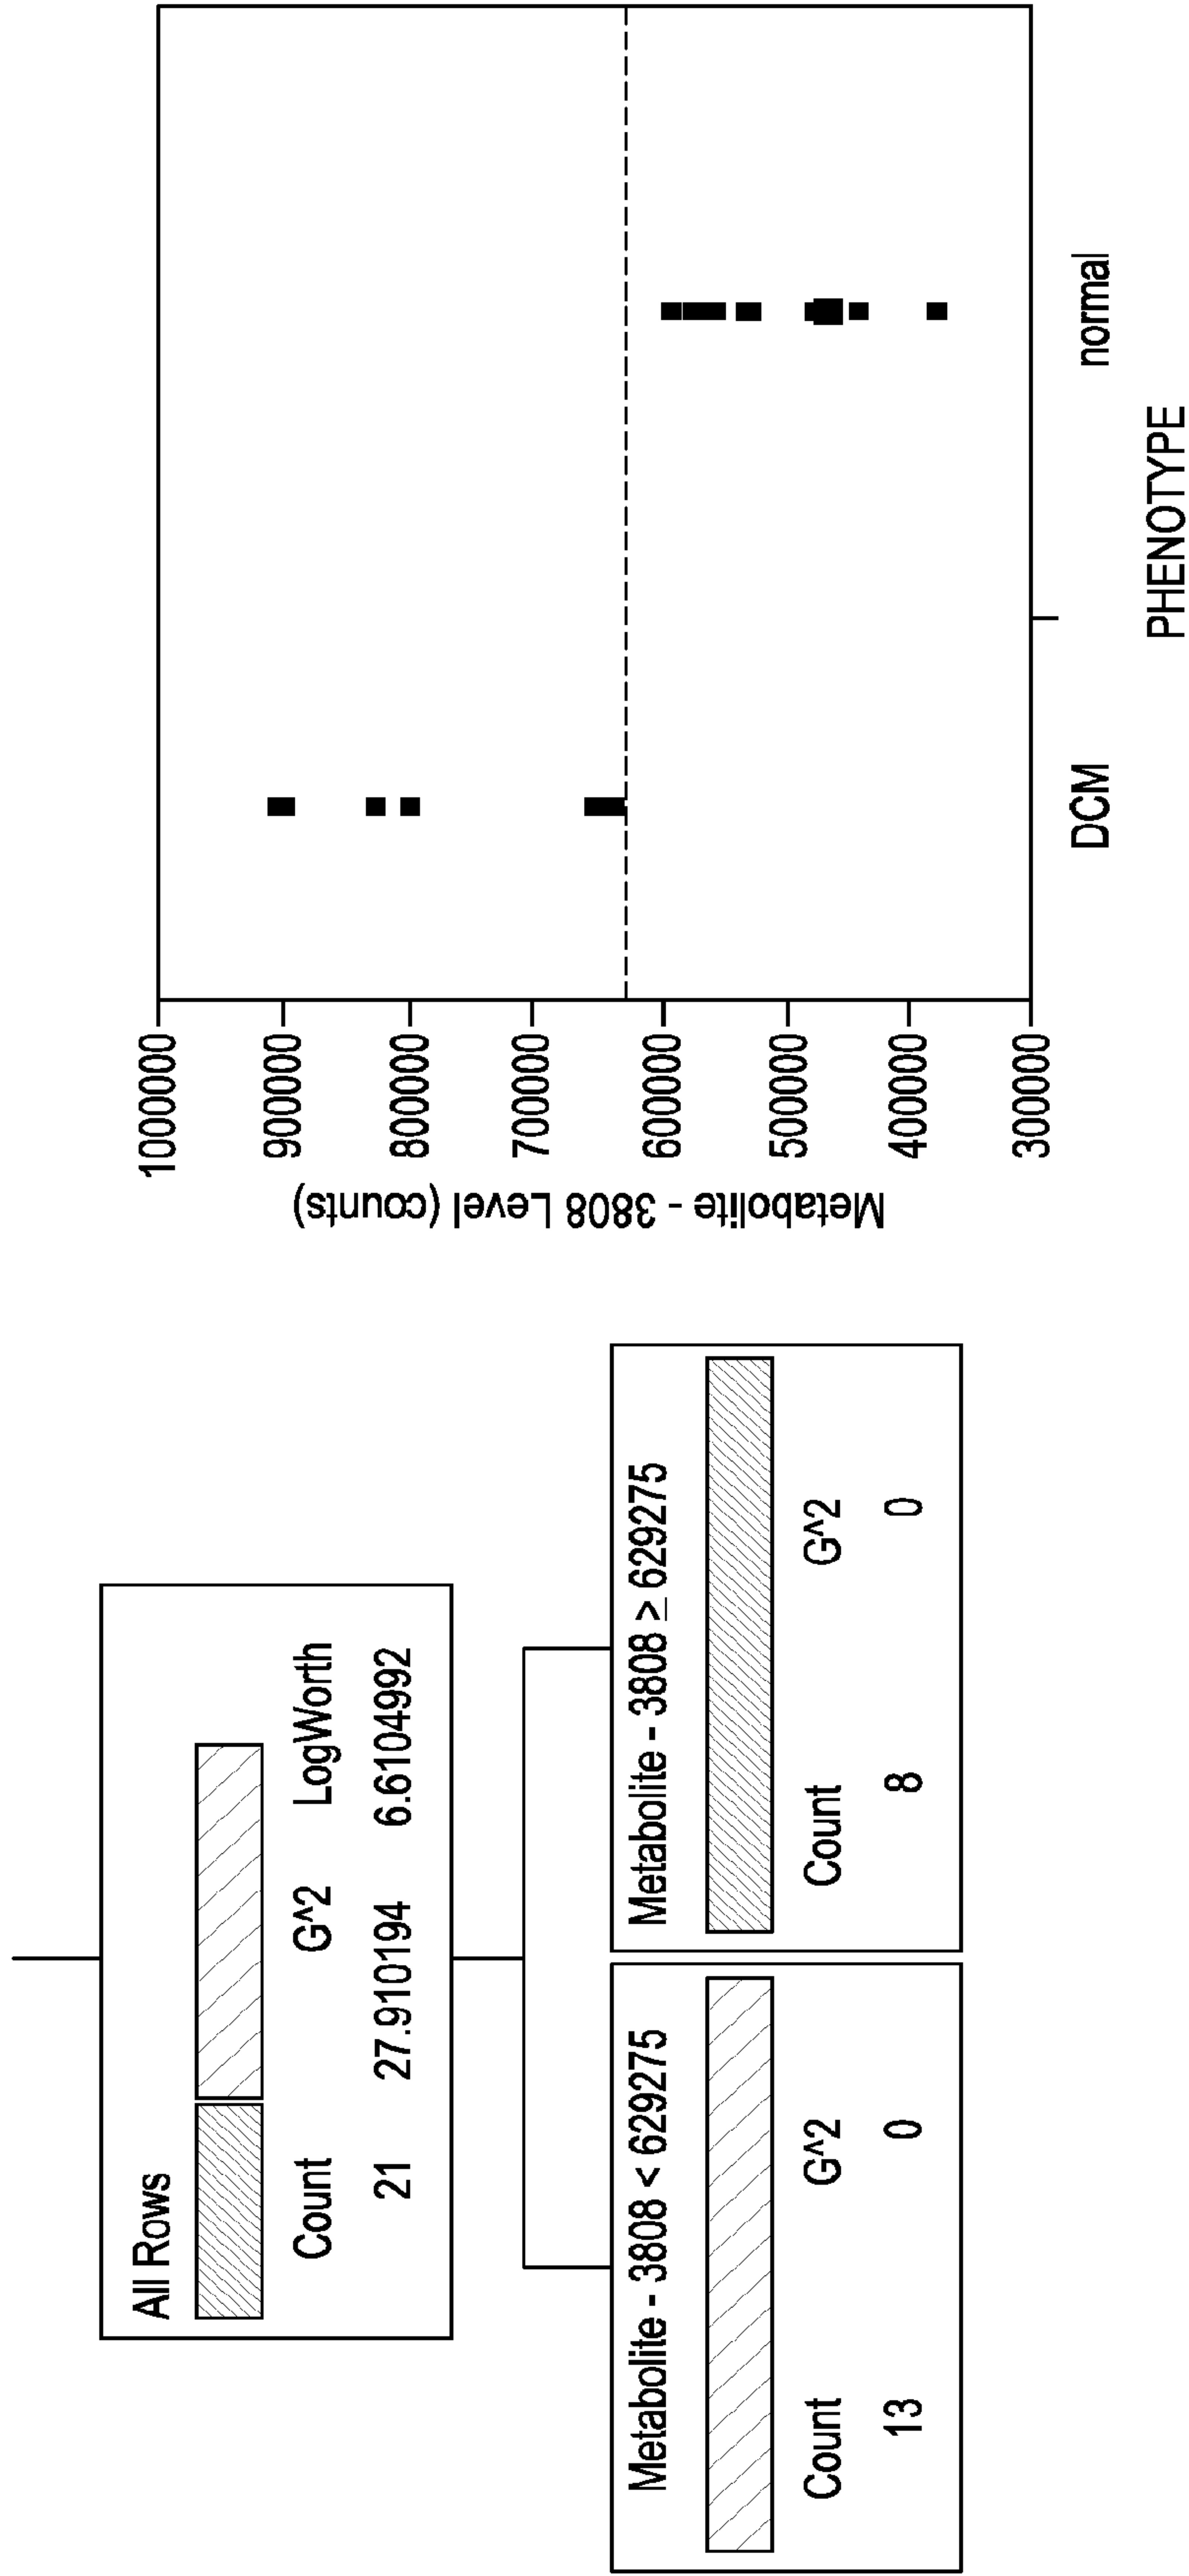 All Rows
Count G^2 LogWorth
21 27.910194 6.6104992
Metabolite - 3808 < 629275
Count G^2
13 0
Metabolite - 3808 ≥ 629275
Count G^2
8 0
Metabolite - 3808 Level (counts)
1000000
900000
800000
700000
600000
500000
400000
300000
DCM normal
PHENOTYPE